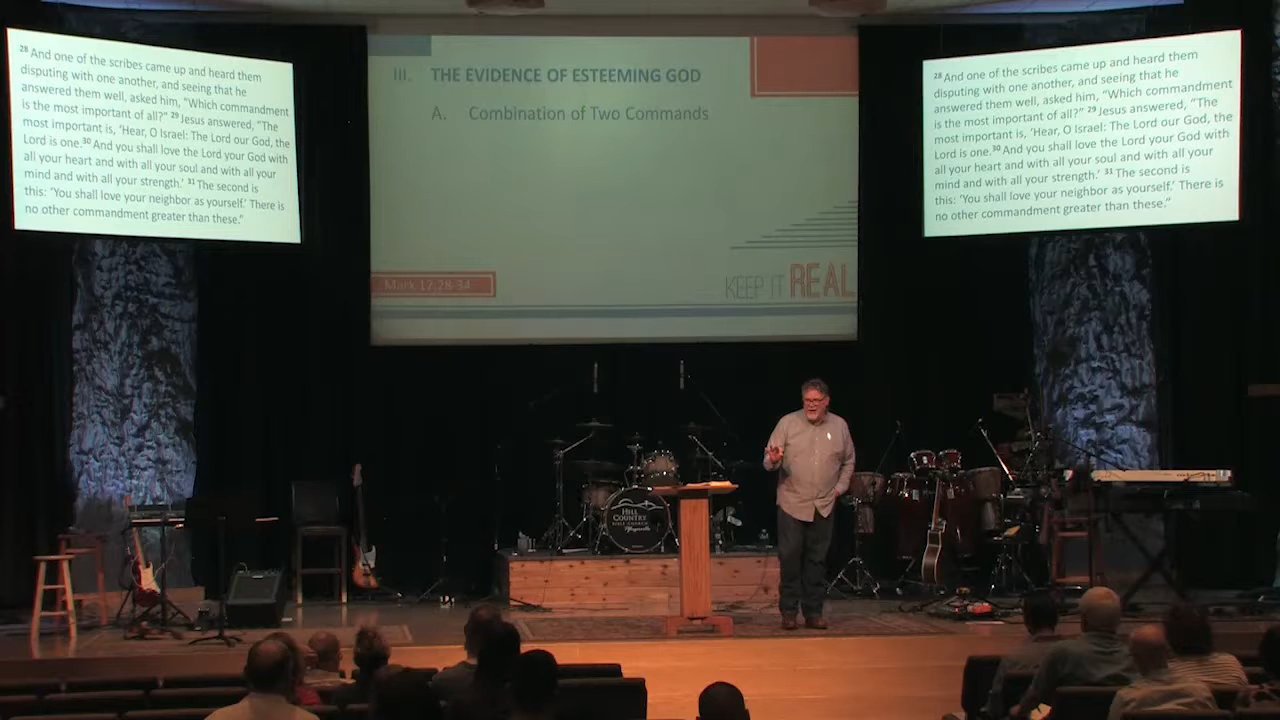 28 And one of the scribes came up and heard them
disputing with one another, and seeing that he
answered them well, asked him, “Which commandment
is the most important of all?” 29 Jesus answered, “The
most important is, ‘Hear, O Israel: The Lord our God, the
Lord is one. 30 And you shall love the Lord your God with
all your heart and with all your soul and with all your
mind and with all your strength.’ 31 The second is
this: ‘You shall love your neighbor as yourself.’ There is
no other commandment greater than these.”
III. THE EVIDENCE OF ESTEEMING GOD
A. Combination of Two Commands
Mark 12:28-34
KEEP IT REAL
28 And one of the scribes came up and heard them
disputing with one another, and seeing that he
answered them well, asked him, “Which commandment
is the most important of all?” 29 Jesus answered, “The
most important is, ‘Hear, O Israel: The Lord our God, the
Lord is one. 30 And you shall love the Lord your God with
all your heart and with all your soul and with all your
mind and with all your strength.’ 31 The second is
this: ‘You shall love your neighbor as yourself.’ There is
no other commandment greater than these.”
HILL
COUNTRY
BIBLE CHURCH
Pflugerville